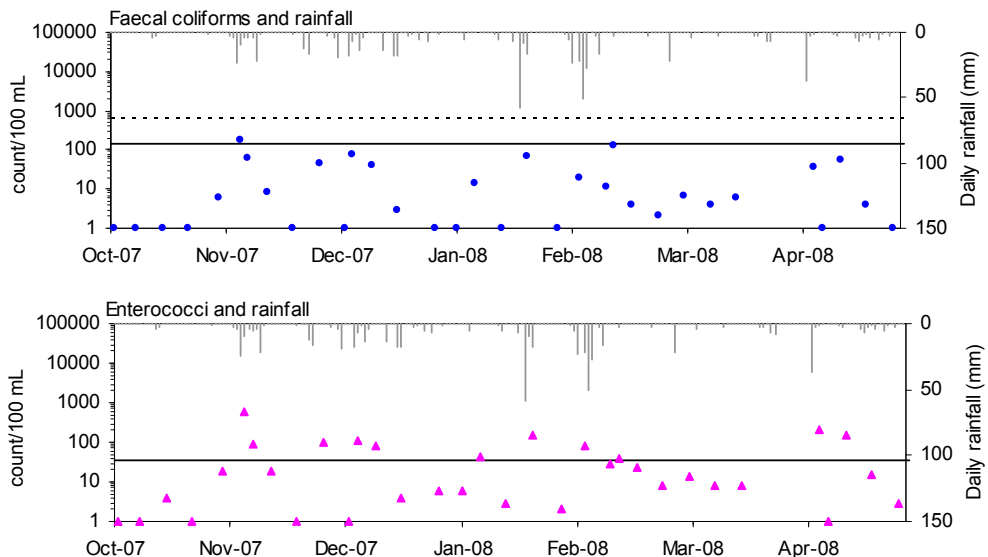 Faecal coliforms and rainfall
100000
10000
1000
100
10
1
count/100 mL
0
50
100
150
Daily rainfall (mm)
Oct-07 Nov-07 Dec-07 Jan-08 Feb-08 Mar-08 Apr-08
Enterococci and rainfall
100000
10000
1000
100
10
1
count/100 mL
0
50
100
150
Daily rainfall (mm)
Oct-07 Nov-07 Dec-07 Jan-08 Feb-08 Mar-08 Apr-08